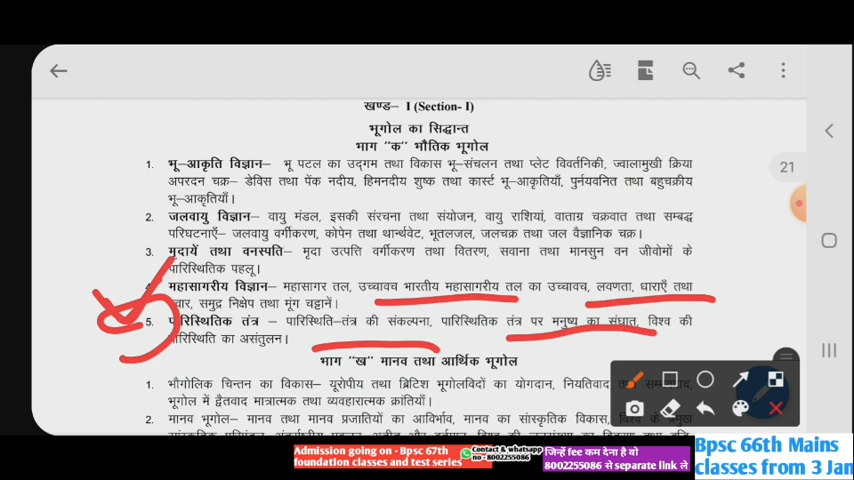 खण्ड– I (Section- I)
भूगोल का सिद्धान्त
भाग "क" भौतिक भूगोल
21
1. भू–आकृति विज्ञान– भू पटल का उद्‌गम तथा विकास भू–संचलन तथा प्लेट विवर्तनिकी, ज्वालामुखी क्रिया
अपरदन चक्र– डेविस तथा पेंक नदीय, हिमनदीय शुष्क तथा कार्स्ट भू–आकृतियाँ, पुर्नयवनित तथा बहुचक्रीय
भू–आकृतियाँ।
2. जलवायु विज्ञान– वायु मंडल, इसकी संरचना तथा संयोजन, वायु राशियां, वाताग्र चक्रवात तथा सम्बद्ध
परिघटनाएँ– जलवायु वर्गीकरण, कोपेन तथा थार्न्थवेट, भूतलजल, जलचक्र तथा जल वैज्ञानिक चक्र।
3. मृदायें तथा वनस्पति– मृदा उत्पत्ति वर्गीकरण तथा वितरण, सवाना तथा मानसुन वन जीवोमों के
पारिस्थितिक पहलू।
4. महासागरीय विज्ञान– महासागर तल, उच्चावच भारतीय महासागरीय तल का उच्चावच, लवणता, धाराएँ तथा
समुद्र निक्षेप तथा मूंग चट्टानें।
5. पारिस्थितिक तंत्र – पारिस्थिति–तंत्र की संकल्पना, पारिस्थितिक तंत्र पर मनुष्य का संघात, विश्व की
पारिस्थिति का असंतुलन।
भाग "ख" मानव तथा आर्थिक भूगोल
1. भौगोलिक चिन्तन का विकास– यूरोपीय तथा ब्रिटिश भूगोलविदों का योगदान, नियतिवाद
भूगोल में द्वैतवाद मात्रात्मक तथा व्यवहारात्मक क्रांतियाँ।
2. मानव भूगोल– मानव तथा मानव प्रजातियों का आविर्भाव, मानव का सांस्कृतिक विकास,
Admission going on - Bpsc 67th
foundation classes and test series
Contact & whatsapp
no - 8002255086
जिन्हें fee कम देना है वो
8002255086 से separate link ले
Bpsc 66th Mains
classes from 3 Jan